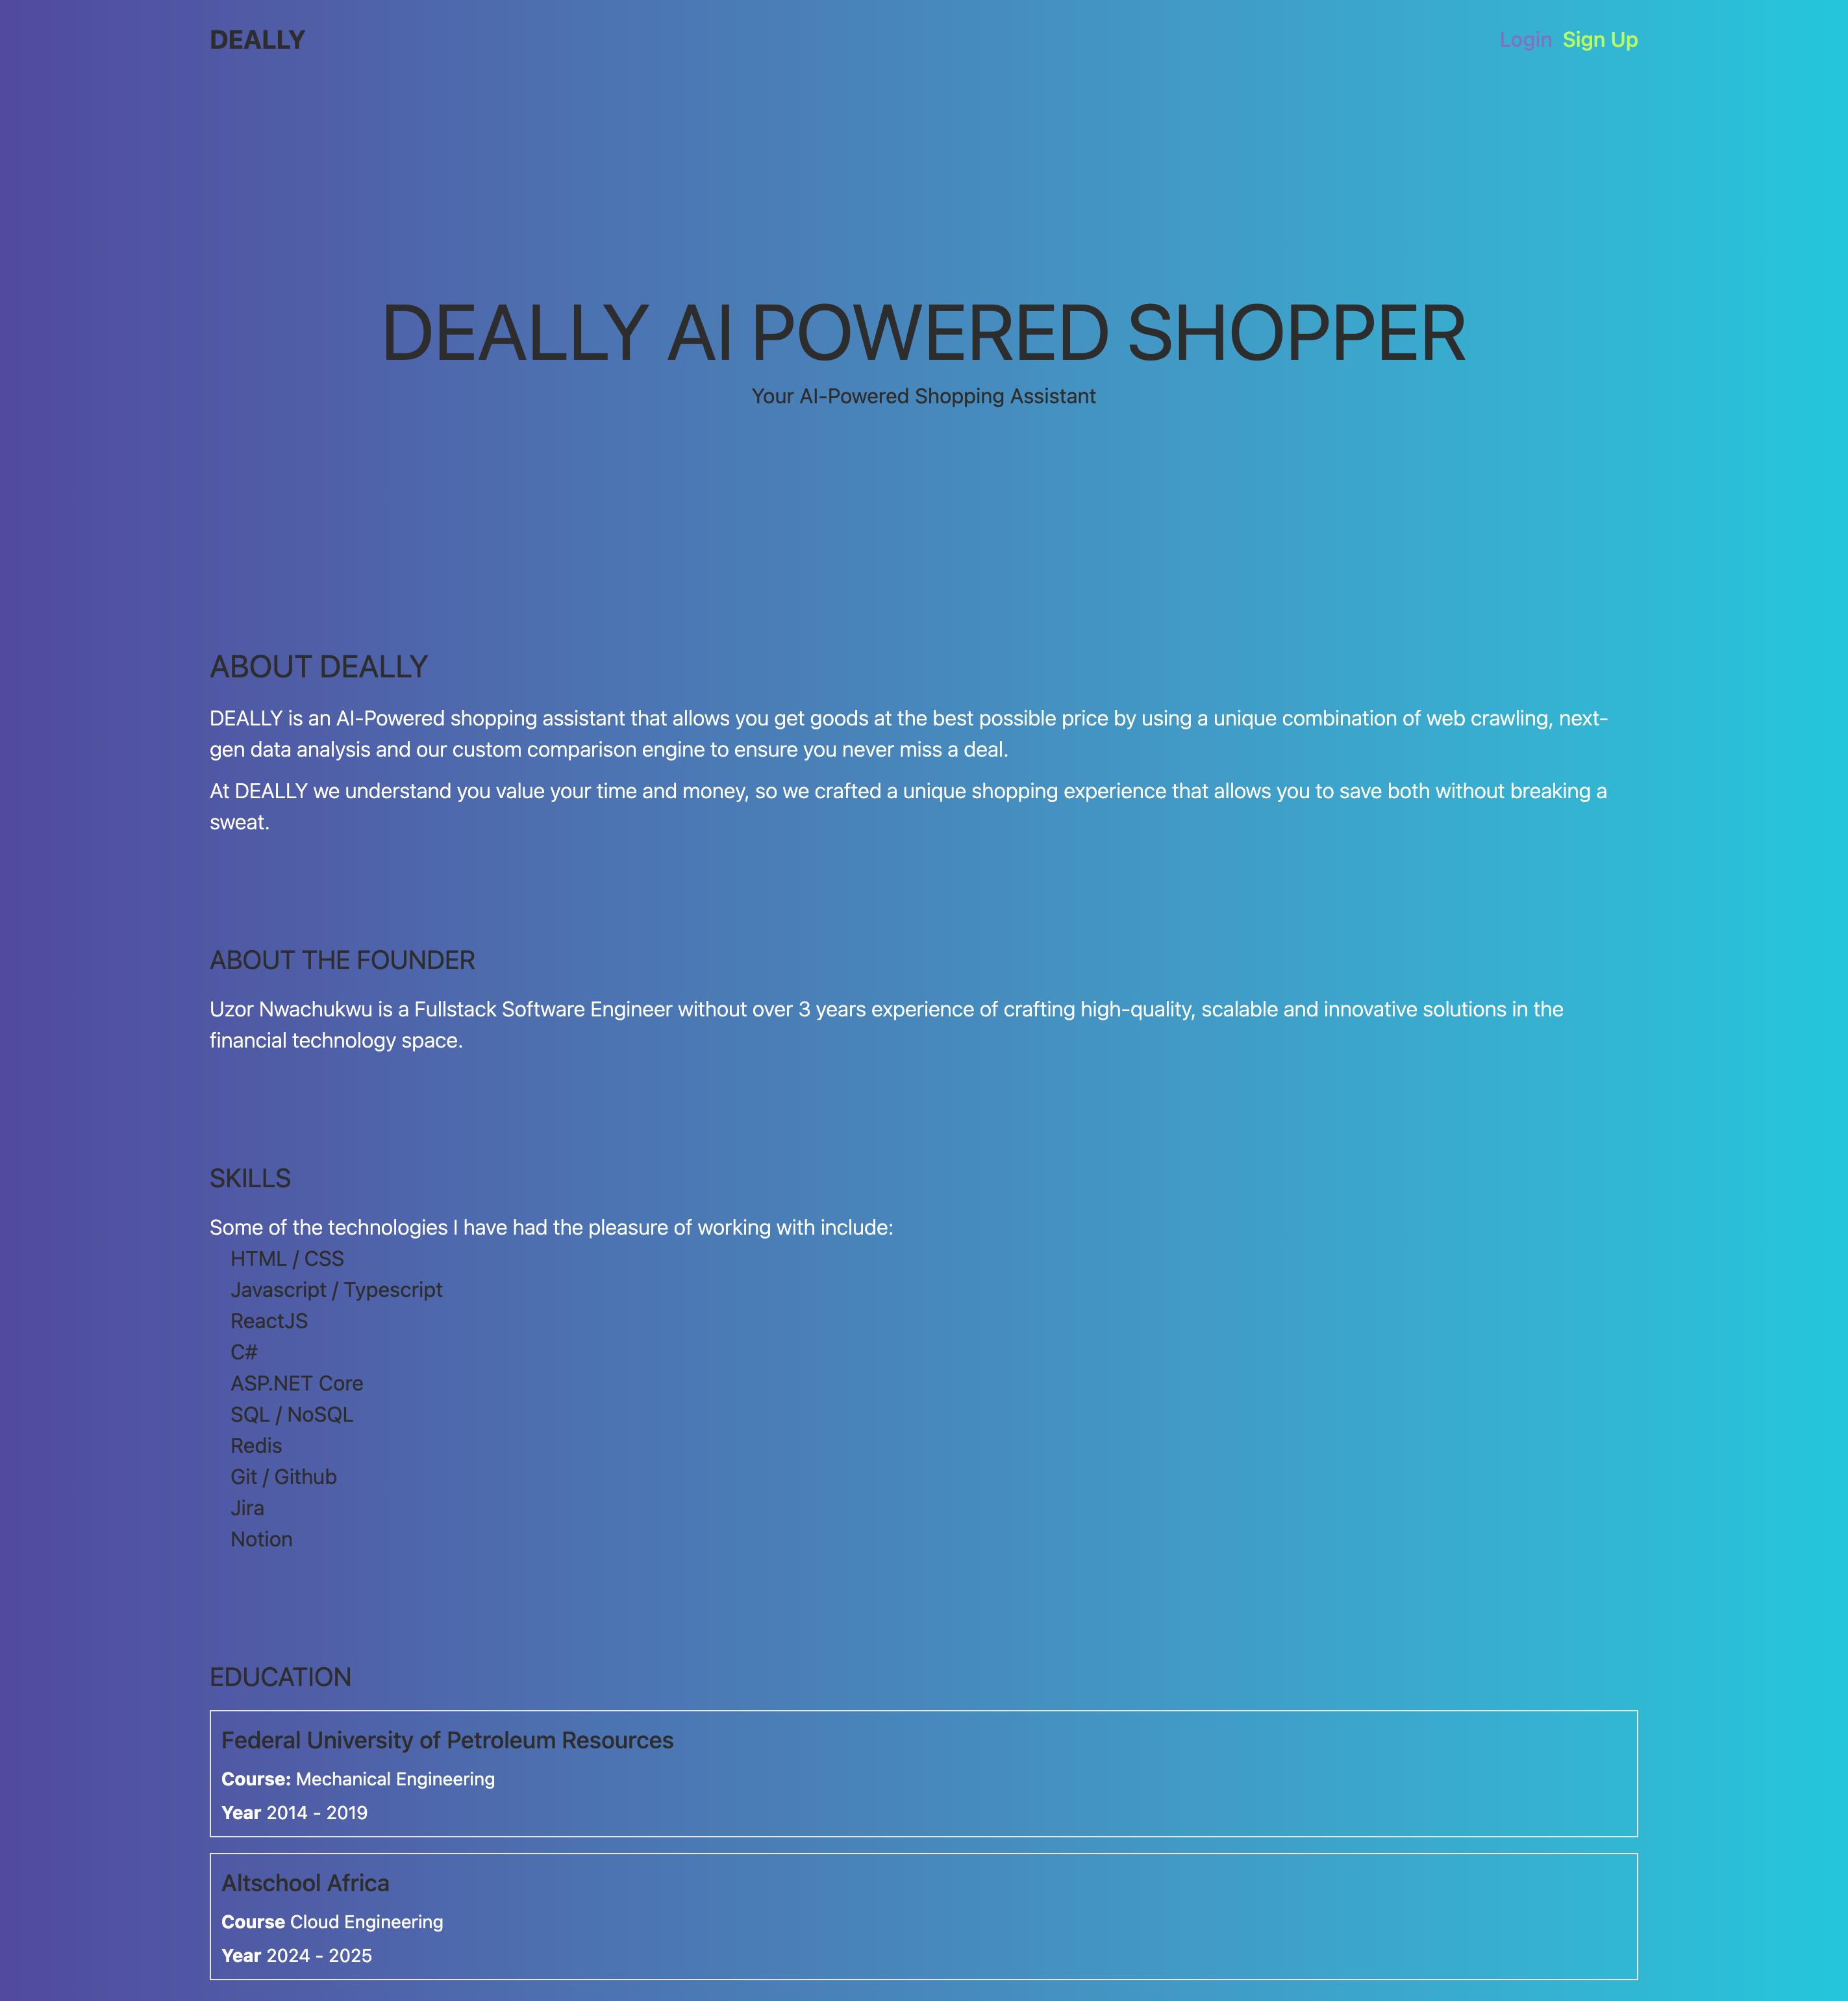 DEALLY
Login Sign Up
DEALLY AI POWERED SHOPPER
Your AI-Powered Shopping Assistant
ABOUT DEALLY
DEALLY is an AI-Powered shopping assistant that allows you get goods at the best possible price by using a unique combination of web crawling, next-
gen data analysis and our custom comparison engine to ensure you never miss a deal.
At DEALLY we understand you value your time and money, so we crafted a unique shopping experience that allows you to save both without breaking a
sweat.
ABOUT THE FOUNDER
Uzor Nwachukwu is a Fullstack Software Engineer without over 3 years experience of crafting high-quality, scalable and innovative solutions in the
financial technology space.
SKILLS
Some of the technologies I have had the pleasure of working with include:
HTML / CSS
Javascript / Typescript
ReactJS
C#
ASP.NET Core
SQL / NoSQL
Redis
Git / Github
Jira
Notion
EDUCATION
Federal University of Petroleum Resources
Course: Mechanical Engineering
Year 2014 - 2019
Altschool Africa
Course Cloud Engineering
Year 2024 - 2025